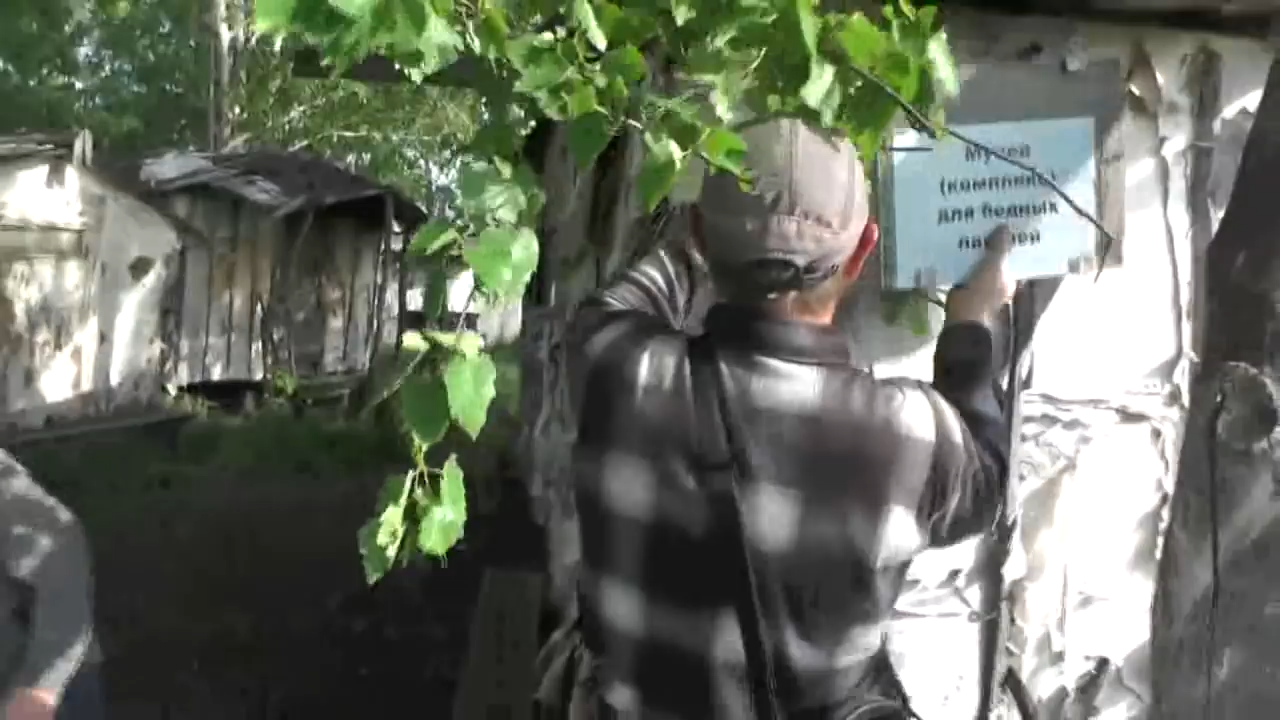 Музей
(комплекс)
для бедных